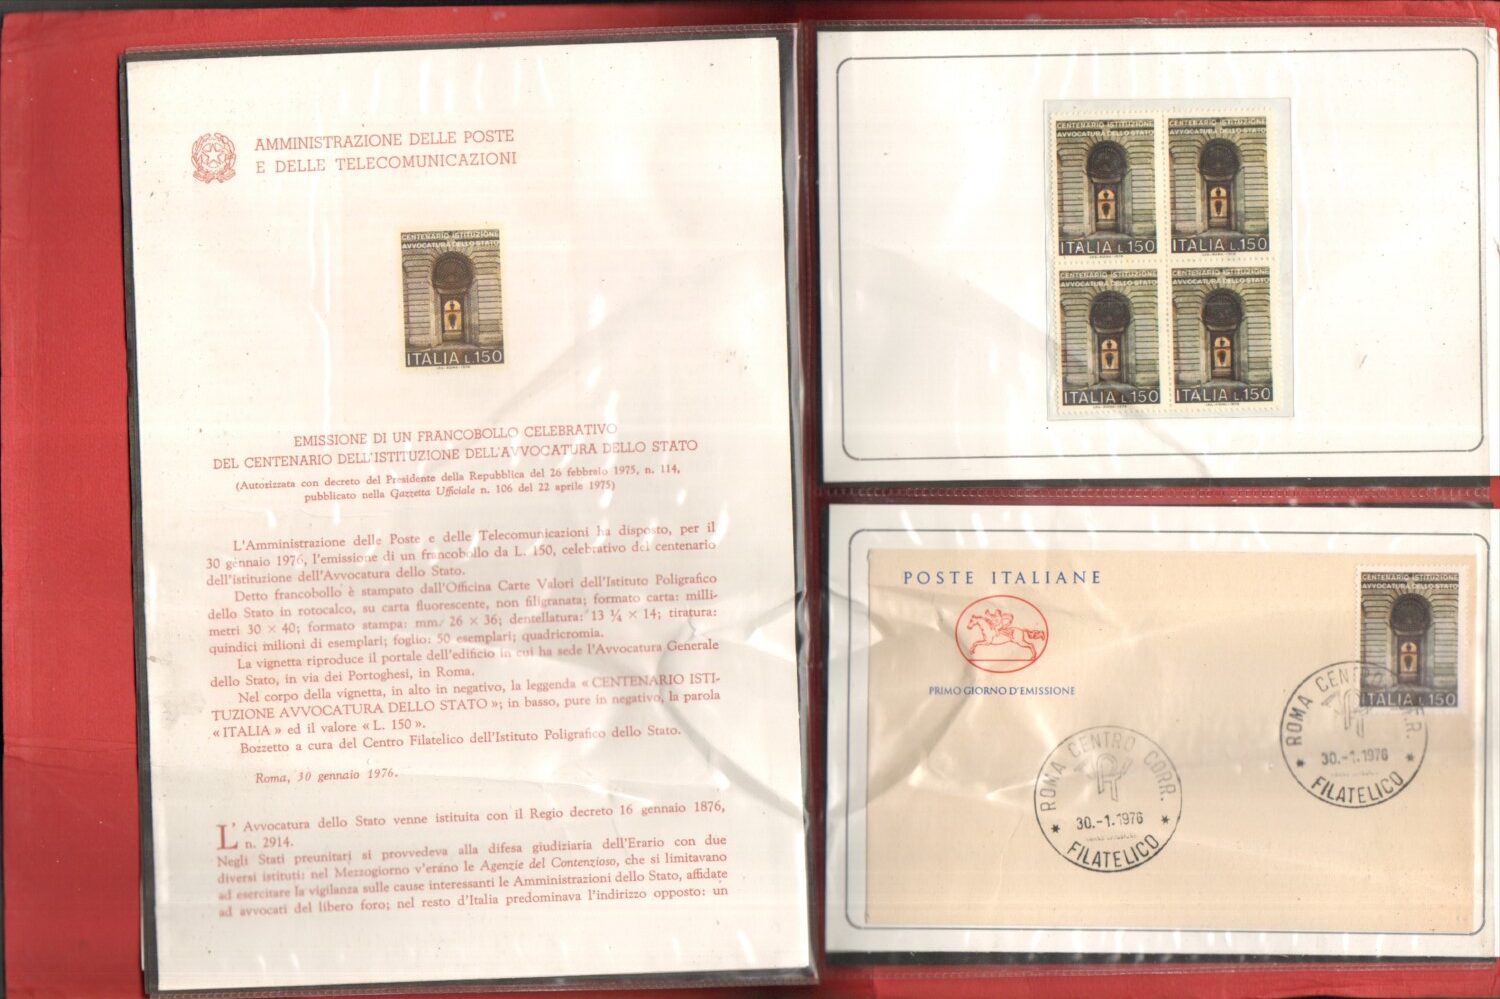 AMMINISTRAZIONE DELLE POSTE
E DELLE TELECOMUNICAZIONI
CENTENARIO ISTITUZIONE
AVVOCATURA DELLO STATO
ITALIA L.150
EMISSIONE DI UN FRANCOBOLLO CELEBRATIVO
DEL CENTENARIO DELL'ISTITUZIONE DELL'AVVOCATURA DELLO STATO
(Autorizzata con decreto del Presidente della Repubblica del 26 febbraio 1975, n. 114,
pubblicato nella Gazzetta Ufficiale n. 106 del 22 aprile 1975)
L'Amministrazione delle Poste e delle Telecomunicazioni ha disposto, per il
30 gennaio 1976, l'emissione di un francobollo da L. 150, celebrativo del centenario
dell'istituzione dell'Avvocatura dello Stato.
Detto francobollo è stampato dall'Officina Carte Valori dell'Istituto Poligrafico
dello Stato in rotocalco, su carta fluorescente, non filigranata; formato carta: milli-
metri 30 × 40; formato stampa: mm. 26 × 36; dentellatura: 13 ¼ × 14; tiratura:
quindici milioni di esemplari; foglio: 50 esemplari; quadricromia.
La vignetta riproduce il portale dell'edificio in cui ha sede l'Avvocatura Generale
dello Stato, in via dei Portoghesi, in Roma.
Nel corpo della vignetta, in alto in negativo, la leggenda « CENTENARIO ISTI-
TUZIONE AVVOCATURA DELLO STATO »; in basso, pure in negativo, la parola
« ITALIA » ed il valore « L. 150 ».
Bozzetto a cura del Centro Filatelico dell'Istituto Poligrafico dello Stato.
Roma, 30 gennaio 1976.
L'Avvocatura dello Stato venne istituita con il Regio decreto 16 gennaio 1876,
n. 2914.
Negli Stati preunitari si provvedeva alla difesa giudiziaria dell'Erario con due
diversi istituti: nel Mezzogiorno v'erano le Agenzie del Contenzioso, che si limitavano
ad esercitare la vigilanza sulle cause interessanti le Amministrazioni dello Stato, affidate
ad avvocati del libero foro; nel resto d'Italia predominava l'indirizzo opposto: un
CENTENARIO ISTITUZIONE
AVVOCATURA DELLO STATO
ITALIA L.150
CENTENARIO ISTITUZIONE
AVVOCATURA DELLO STATO
ITALIA L.150
CENTENARIO ISTITUZIONE
AVVOCATURA DELLO STATO
ITALIA L.150
CENTENARIO ISTITUZIONE
AVVOCATURA DELLO STATO
ITALIA L.150
POSTE ITALIANE
PRIMO GIORNO D'EMISSIONE
CENTENARIO ISTITUZIONE
AVVOCATURA DELLO STATO
ITALIA L.150
ROMA CENTRO CORR.
30.-1.1976
FILATELICO
ROMA CENTRO CORR.
30.-1.1976
FILATELICO